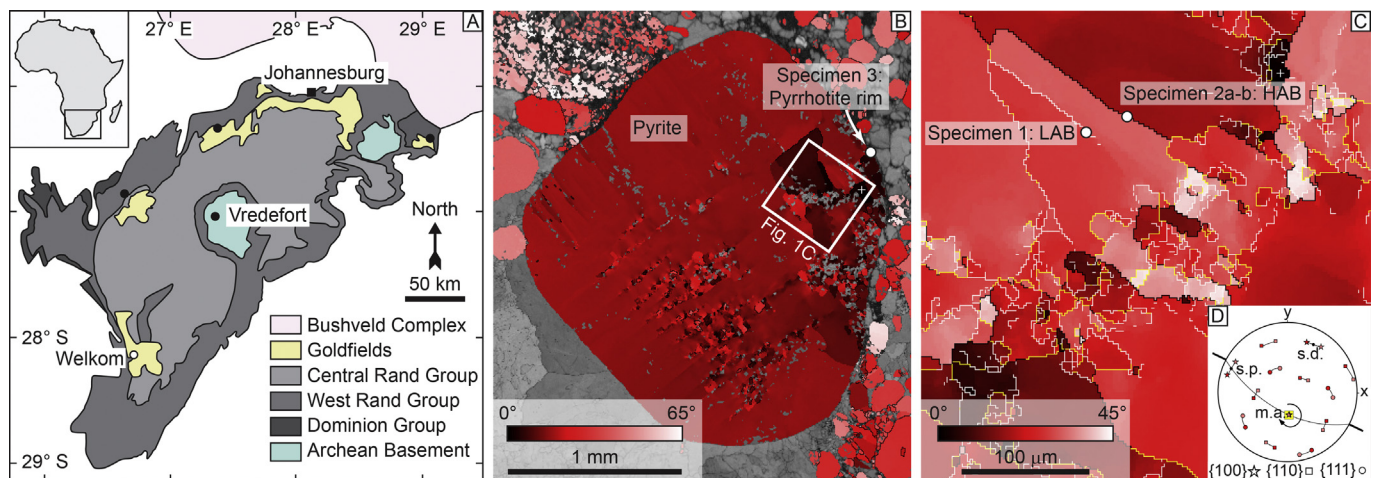 27° E
28° E
29° E
A
Johannesburg
Vredefort
North
50 km
28° S
Welkom
29° S
Bushveld Complex
Goldfields
Central Rand Group
West Rand Group
Dominion Group
Archean Basement
B
Specimen 3:
Pyrrhotite rim
Pyrite
Fig. 1C
0°
65°
1 mm
C
Specimen 2a-b: HAB
Specimen 1: LAB
0°
45°
100 µm
D
y
s.d.
s.p.
x
m.a.
{100}☆ {110}□ {111}○